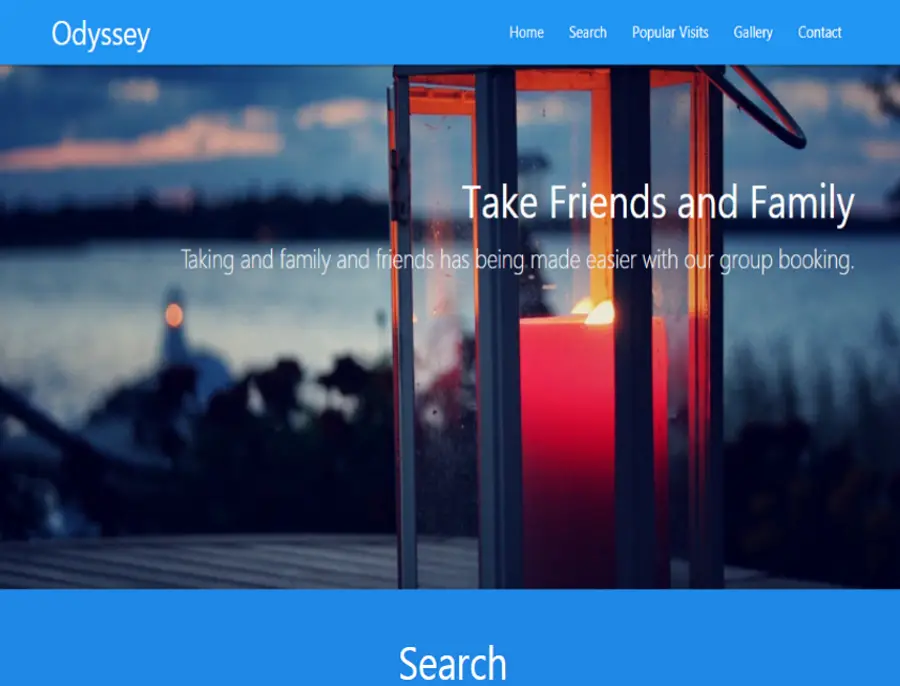 Odyssey
Home Search Popular Visits Gallery Contact
Take Friends and Family
Taking and family and friends has being made easier with our group booking.
Search